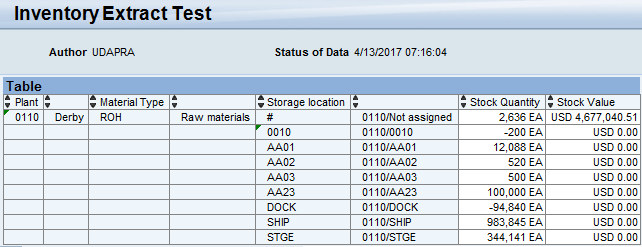 Inventory Extract Test
Author UDAPRA Status of Data 4/13/2017 07:16:04
Table
Plant Material Type Storage location Stock Quantity Stock Value
0110 Derby ROH Raw materials # 0110/Not assigned 2,636 EA USD 4,677,040.51
0010 0110/0010 -200 EA USD 0.00
AA01 0110/AA01 12,088 EA USD 0.00
AA02 0110/AA02 520 EA USD 0.00
AA03 0110/AA03 500 EA USD 0.00
AA23 0110/AA23 100,000 EA USD 0.00
DOCK 0110/DOCK -94,840 EA USD 0.00
SHIP 0110/SHIP 983,845 EA USD 0.00
STGE 0110/STGE 344,141 EA USD 0.00